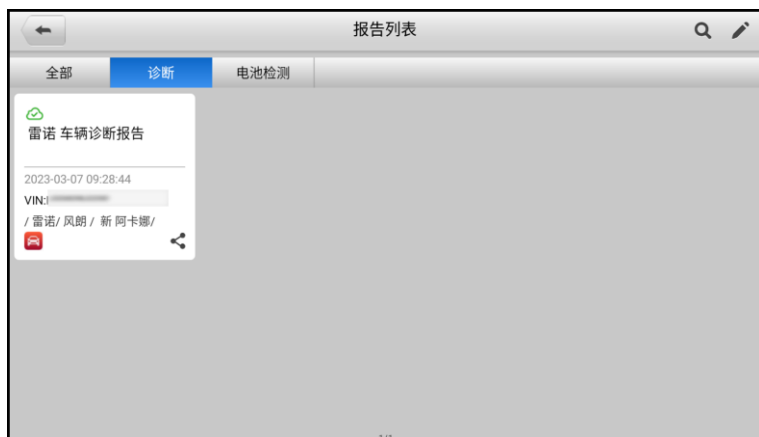 报告列表
全部 诊断 电池检测
雷诺 车辆诊断报告
2023-03-07 09:28:44
VIN:
/ 雷诺/ 风朗 / 新 阿卡娜/